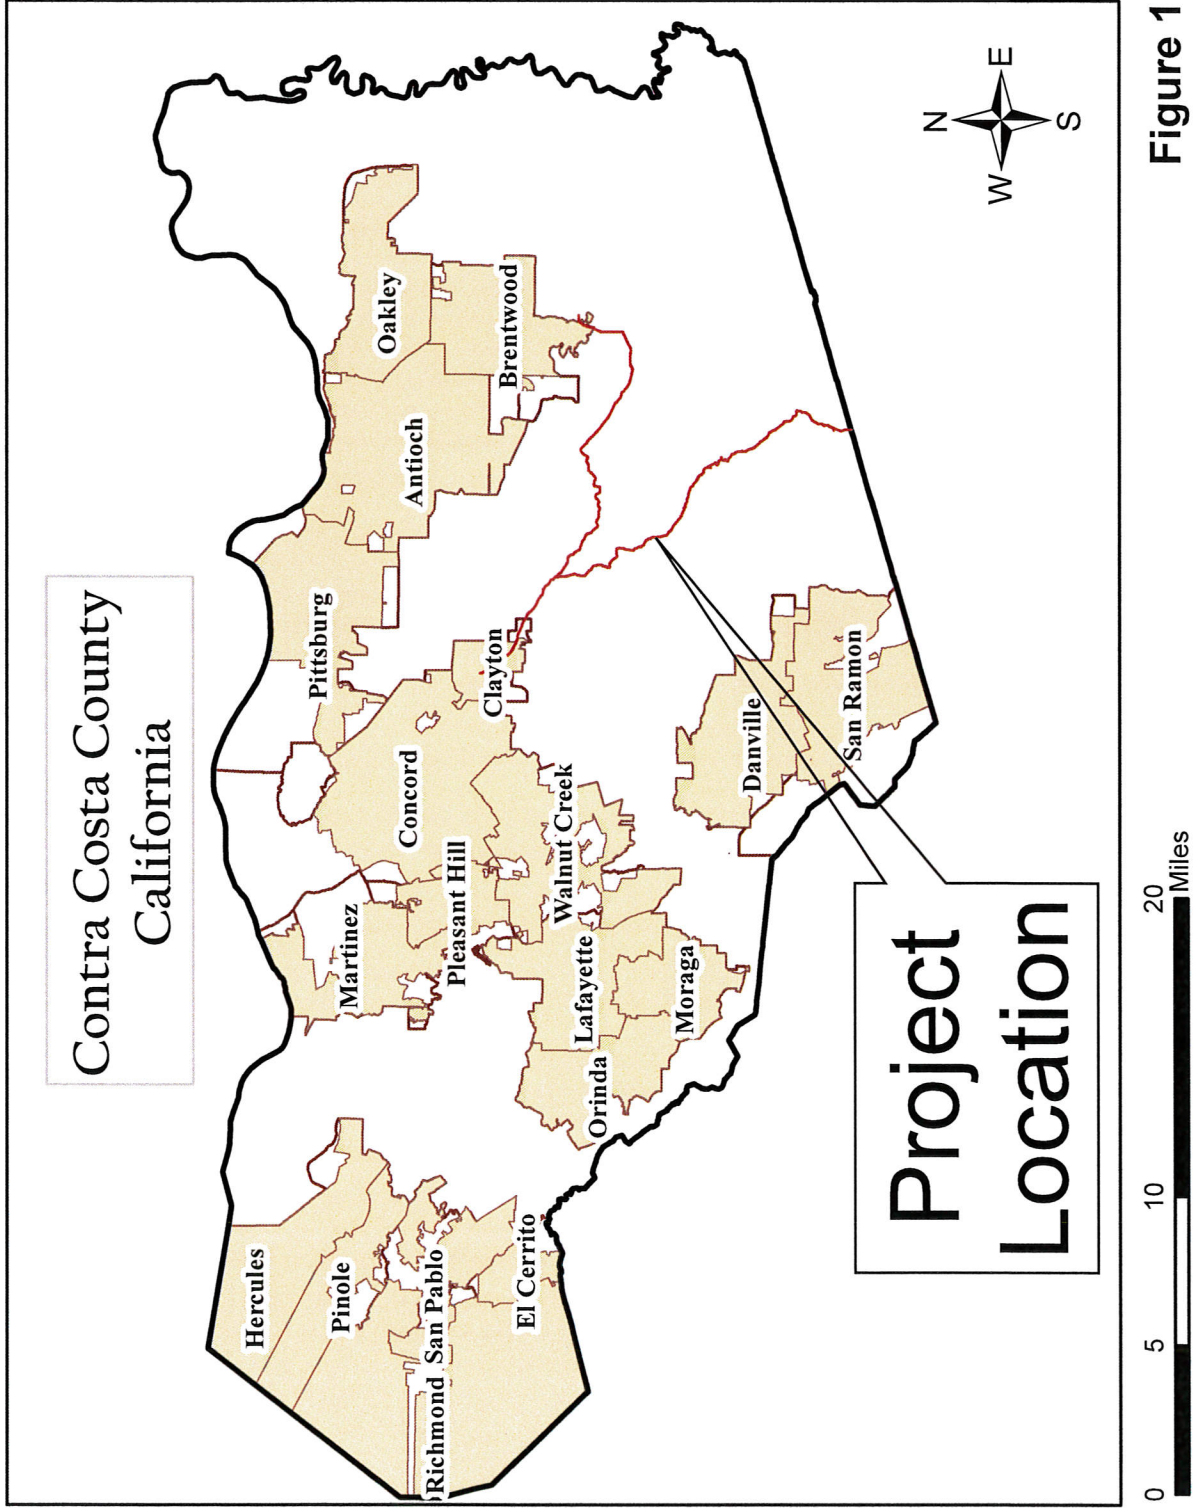 Contra Costa County
California
Hercules
Pinole
Richmond
San Pablo
El Cerrito
Martinez
Pleasant Hill
Concord
Pittsburg
Antioch
Oakley
Brentwood
Clayton
Walnut Creek
Lafayette
Orinda
Moraga
Danville
San Ramon
Project
Location
N
W
E
S
0
5
10
20
Miles
Figure 1